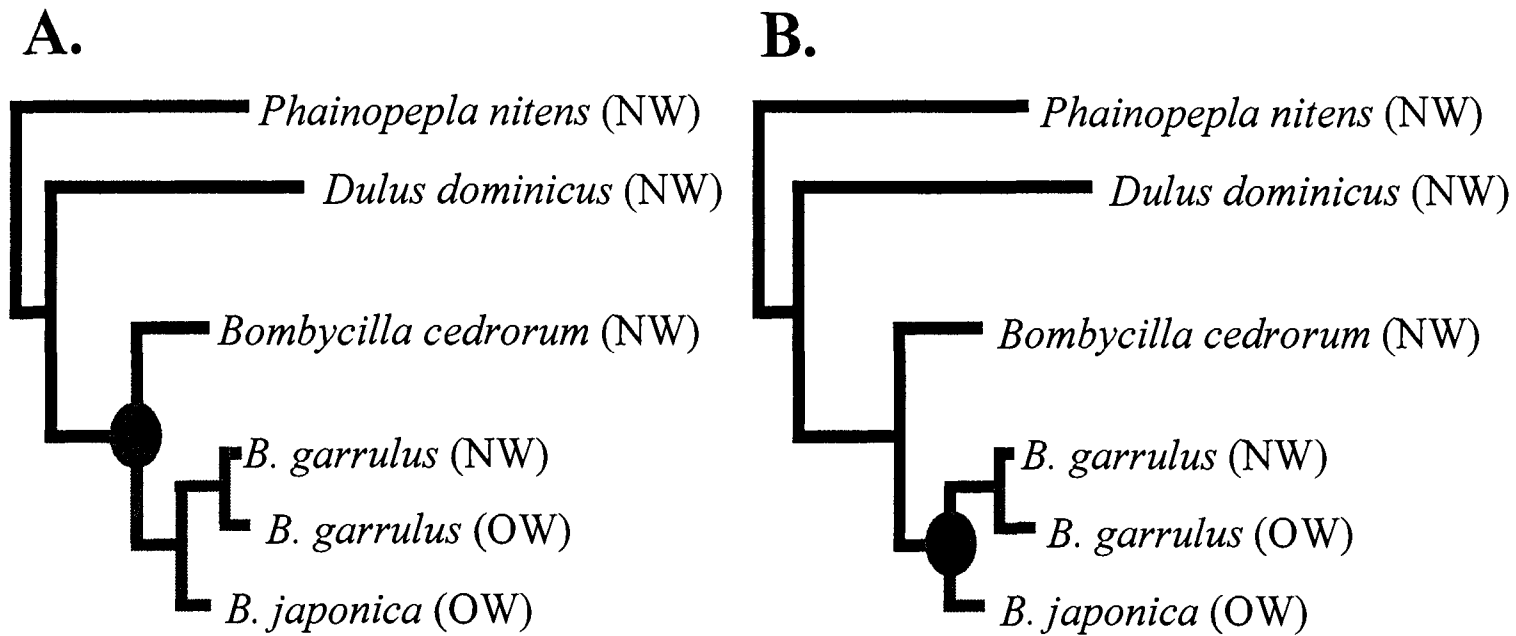 A.
Phainopepla nitens (NW)
Dulus dominicus (NW)
Bombycilla cedrorum (NW)
B. garrulus (NW)
B. garrulus (OW)
B. japonica (OW)
B.
Phainopepla nitens (NW)
Dulus dominicus (NW)
Bombycilla cedrorum (NW)
B. garrulus (NW)
B. garrulus (OW)
B. japonica (OW)